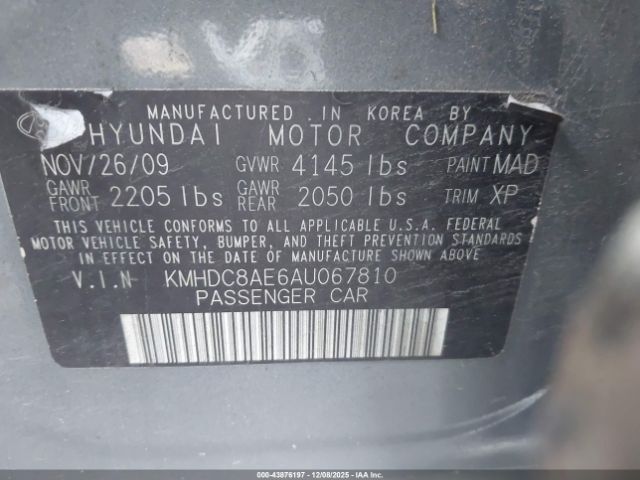 V6
MANUFACTURED IN KOREA BY
HYUNDAI MOTOR COMPANY
NOV/26/09 GVWR 4145 lbs PAINT MAD
GAWR FRONT 2205 lbs GAWR REAR 2050 lbs TRIM XP
THIS VEHICLE CONFORMS TO ALL APPLICABLE U.S.A. FEDERAL
MOTOR VEHICLE SAFETY, BUMPER, AND THEFT PREVENTION STANDARDS
IN EFFECT ON THE DATE OF MANUFACTURE SHOWN ABOVE
V.I.N KMHDC8AE6AU067810
PASSENGER CAR
000-43876197 - 12/08/2025 - IAAI.COM